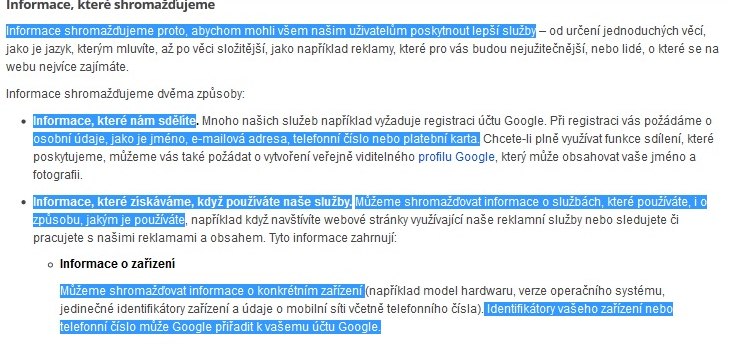 Informace, které shromažďujeme
Informace shromažďujeme proto, abychom mohli všem našim uživatelům poskytnout lepší služby – od určení jednoduchých věcí,
jako je jazyk, kterým mluvíte, až po věci složitější, jako například reklamy, které pro vás budou nejužitečnější, nebo lidé, o které se na
webu nejvíce zajímáte.
Informace shromažďujeme dvěma způsoby:
• Informace, které nám sdělíte. Mnoho našich služeb například vyžaduje registraci účtu Google. Při registraci vás požádáme o
osobní údaje, jako je jméno, e-mailová adresa, telefonní číslo nebo platební karta. Chcete-li plně využívat funkce sdílení, které
poskytujeme, můžeme vás také požádat o vytvoření veřejně viditelného profilu Google, který může obsahovat vaše jméno a
fotografii.
• Informace, které získáváme, když používáte naše služby. Můžeme shromažďovat informace o službách, které používáte, i o
způsobu, jakým je používáte, například když navštívíte webové stránky využívající naše reklamní služby nebo sledujete či
pracujete s našimi reklamami a obsahem. Tyto informace zahrnují:
◦ Informace o zařízení
Můžeme shromažďovat informace o konkrétním zařízení (například model hardwaru, verze operačního systému,
jedinečné identifikátory zařízení a údaje o mobilní síti včetně telefonního čísla). Identifikátory vašeho zařízení nebo
telefonní číslo může Google přiřadit k vašemu účtu Google.